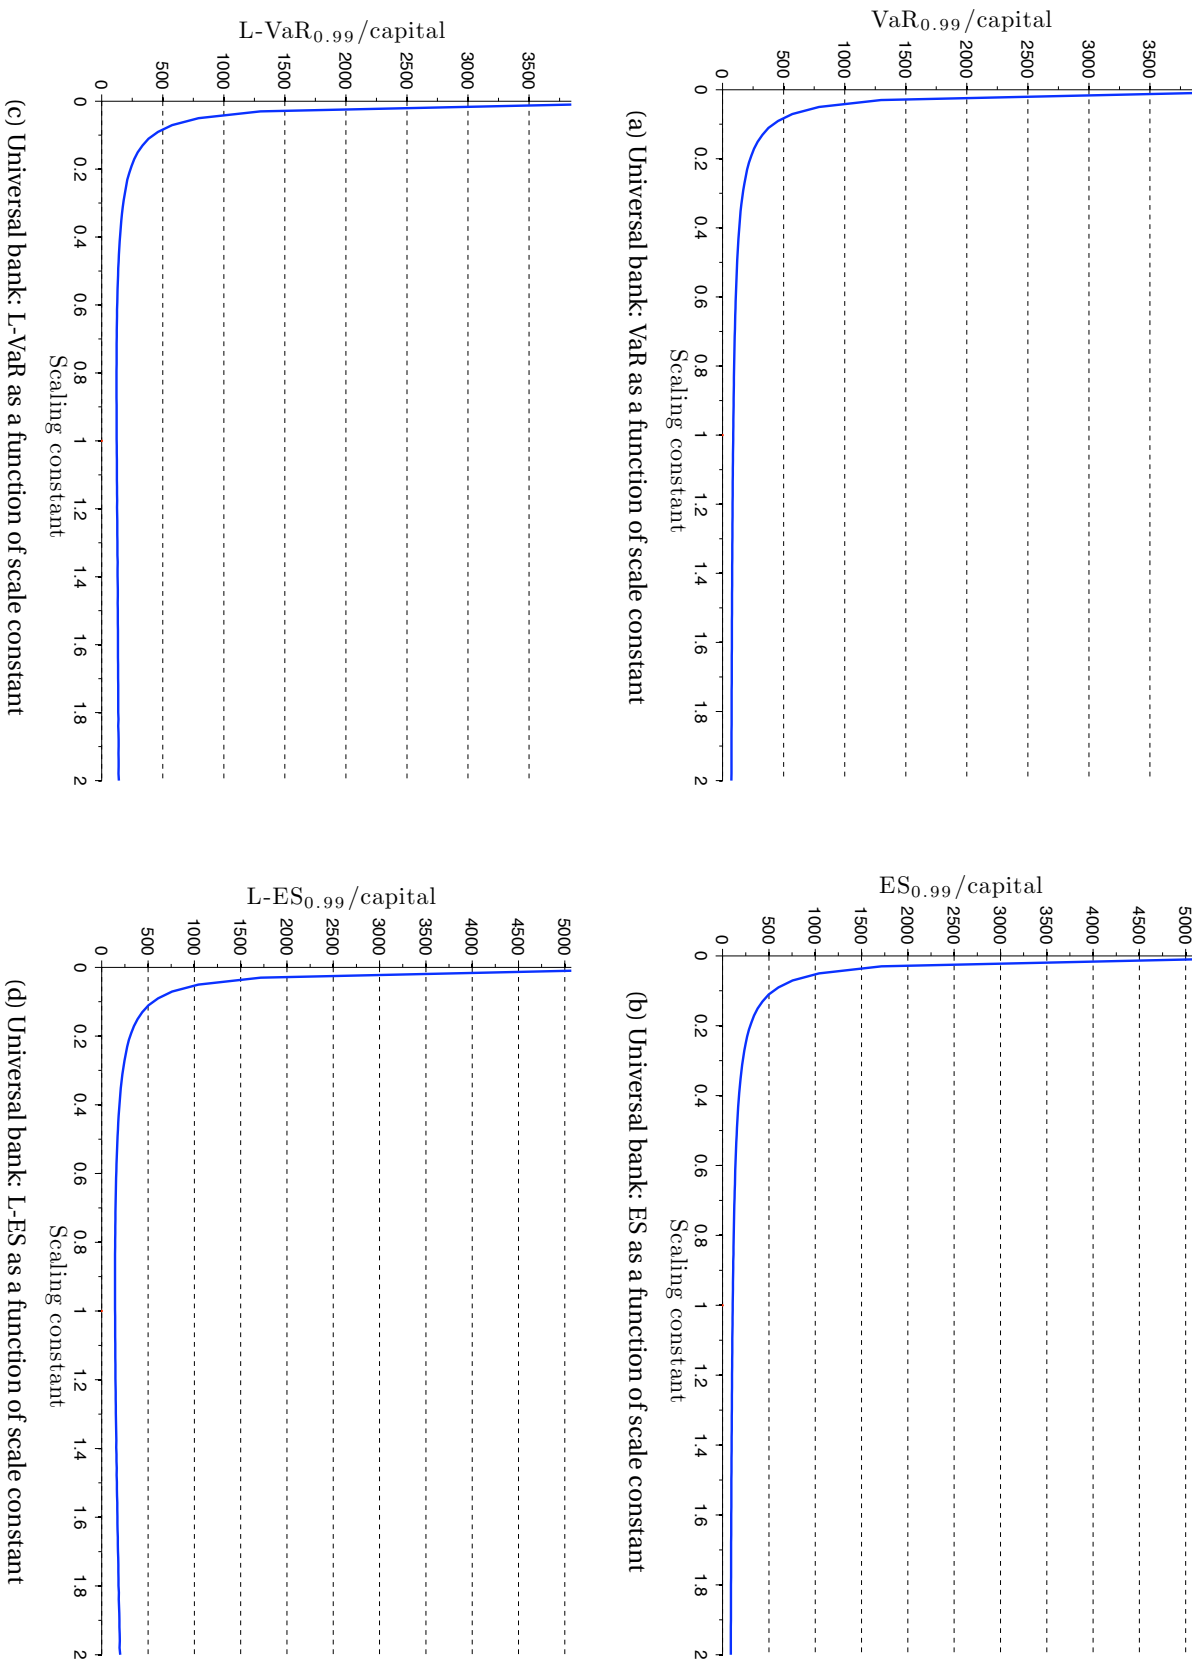 VaR0.99/capital
0 500 1000 1500 2000 2500 3000 3500
0 0.2 0.4 0.6 0.8 1 1.2 1.4 1.6 1.8 2
Scaling constant
(a) Universal bank: VaR as a function of scale constant
ES0.99/capital
0 500 1000 1500 2000 2500 3000 3500 4000 4500 5000
0 0.2 0.4 0.6 0.8 1 1.2 1.4 1.6 1.8 2
Scaling constant
(b) Universal bank: ES as a function of scale constant
L-VaR0.99/capital
0 500 1000 1500 2000 2500 3000 3500
0 0.2 0.4 0.6 0.8 1 1.2 1.4 1.6 1.8 2
Scaling constant
(c) Universal bank: L-VaR as a function of scale constant
L-ES0.99/capital
0 500 1000 1500 2000 2500 3000 3500 4000 4500 5000
0 0.2 0.4 0.6 0.8 1 1.2 1.4 1.6 1.8 2
Scaling constant
(d) Universal bank: L-ES as a function of scale constant